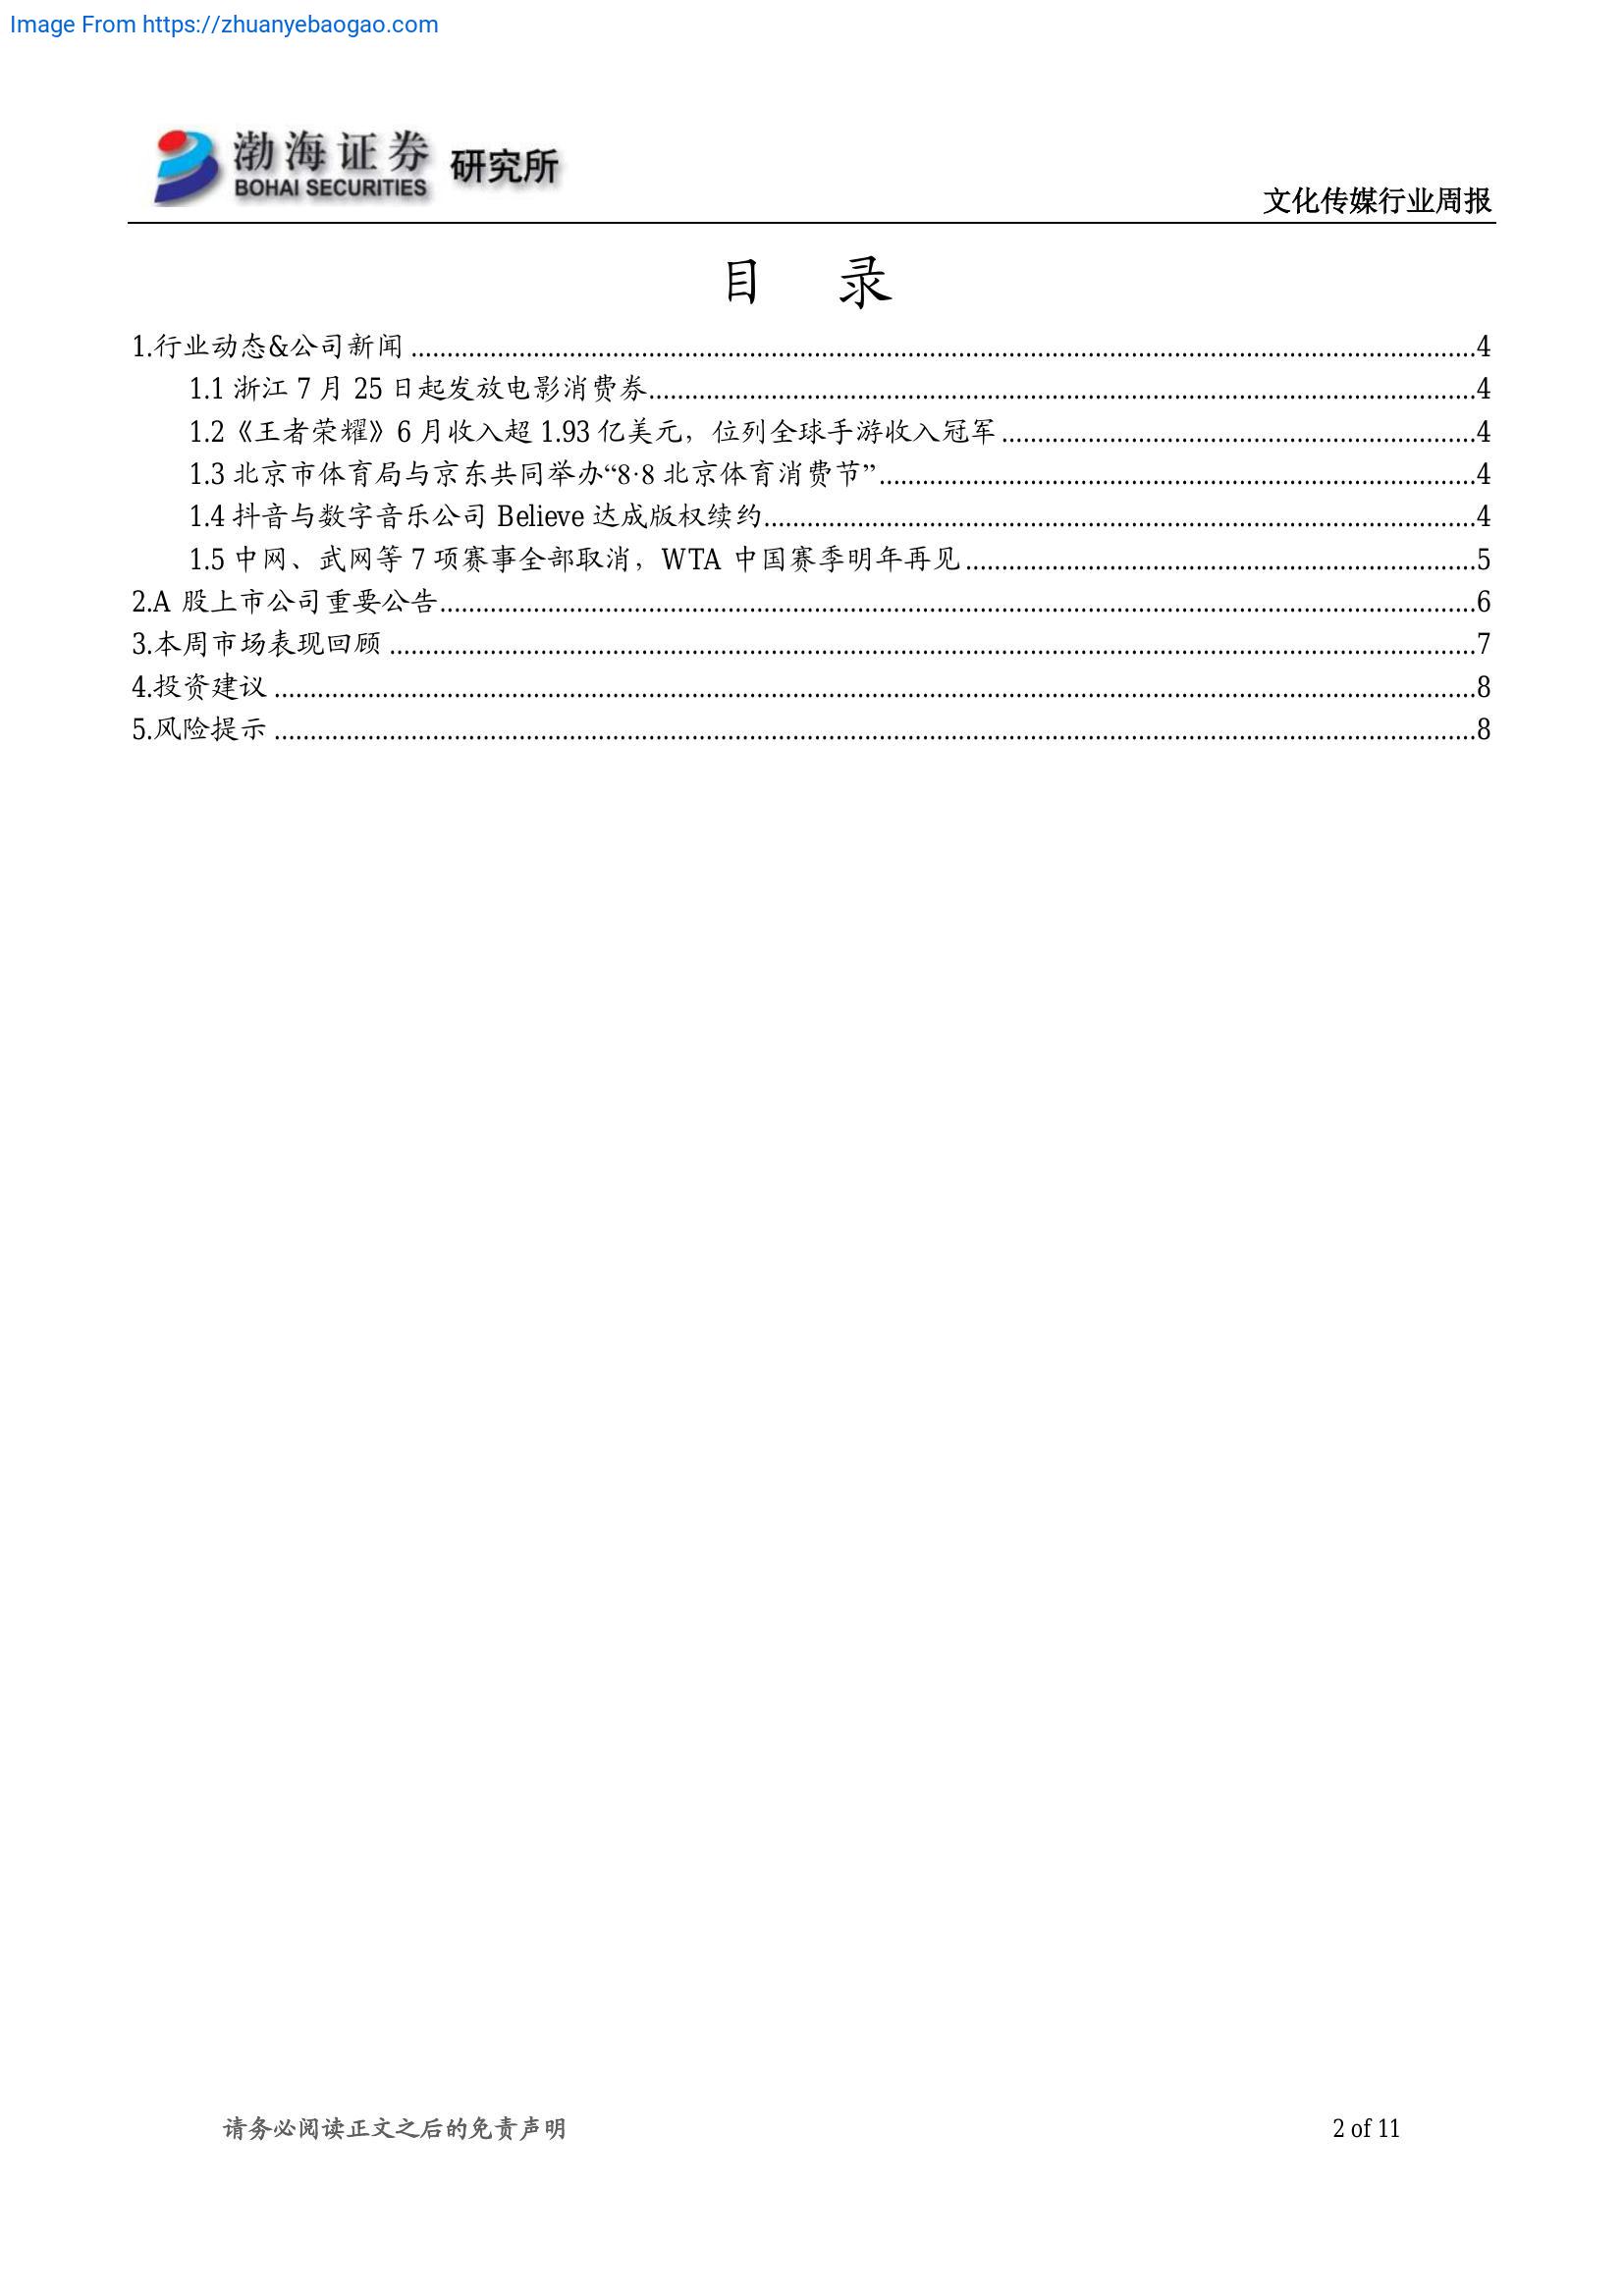 Image From https://zhuanyebaogao.com
渤海证券 研究所
BOHAI SECURITIES
文化传媒行业周报
目 录
1.行业动态&公司新闻 ........................................................ 4
1.1 浙江 7 月 25 日起发放电影消费券........................................................ 4
1.2《王者荣耀》6 月收入超 1.93 亿美元，位列全球手游收入冠军 ........................................................ 4
1.3 北京市体育局与京东共同举办“8·8 北京体育消费节”........................................................ 4
1.4 抖音与数字音乐公司 Believe 达成版权续约........................................................ 4
1.5 中网、武网等 7 项赛事全部取消，WTA 中国赛季明年再见 ........................................................ 5
2.A 股上市公司重要公告........................................................ 6
3.本周市场表现回顾 ........................................................ 7
4.投资建议 ........................................................ 8
5.风险提示 ........................................................ 8
请务必阅读正文之后的免责声明 2 of 11